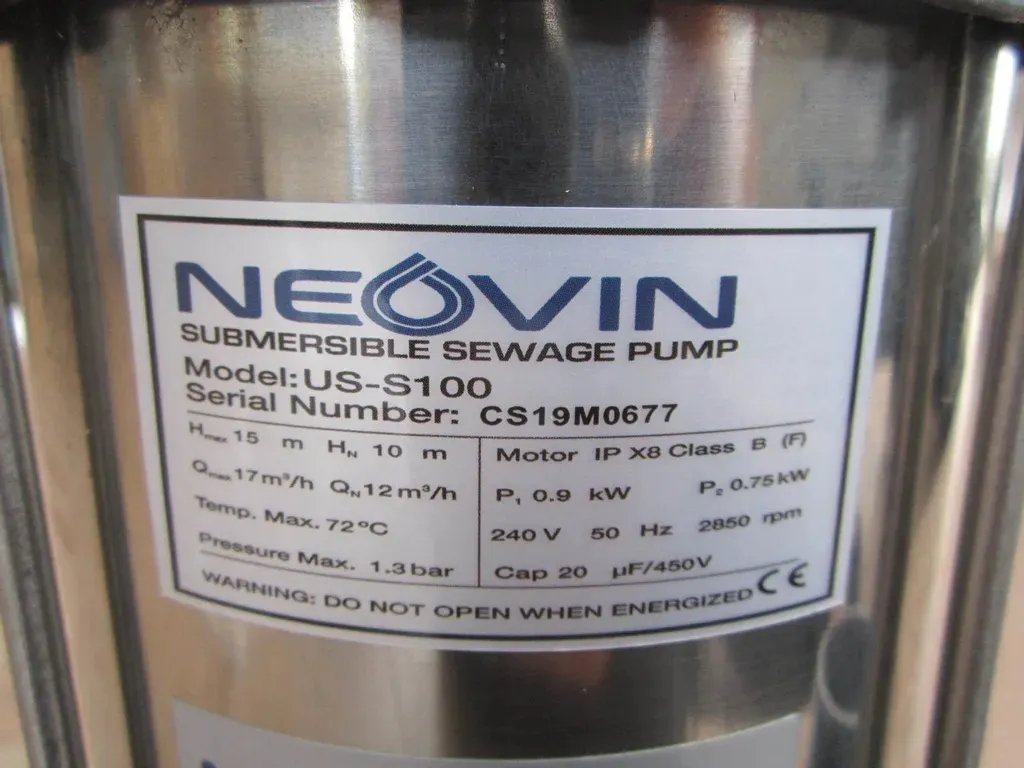 NEOVIN
SUBMERSIBLE SEWAGE PUMP
Model: US-S100
Serial Number: CS19M0677
Hmax 15 m HN 10 m
Qmax 17 m³/h QN 12 m³/h
Temp. Max. 72°C
Pressure Max. 1.3 bar
Motor IP X8 Class B (F)
P₁ 0.9 kW P₂ 0.75 kW
240 V 50 Hz 2850 rpm
Cap 20 µF/450V
WARNING: DO NOT OPEN WHEN ENERGIZED CE